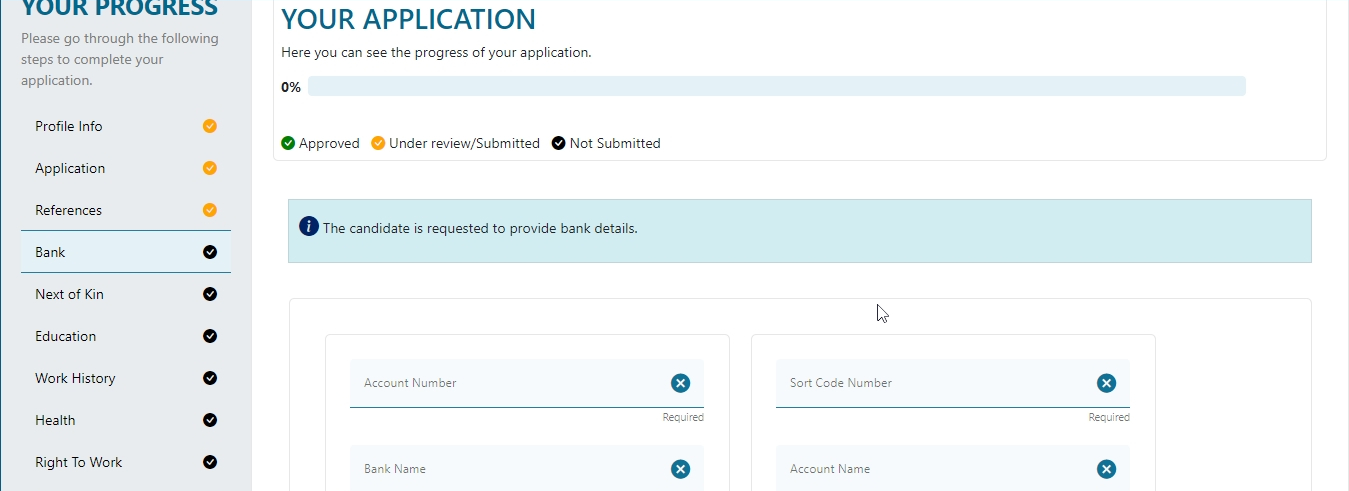 YOUR PROGRESS
Please go through the following
steps to complete your
application.
Profile Info
Application
References
Bank
Next of Kin
Education
Work History
Health
Right To Work
YOUR APPLICATION
Here you can see the progress of your application.
0%
Approved Under review/Submitted Not Submitted
The candidate is requested to provide bank details.
Account Number
Required
Sort Code Number
Required
Bank Name
Account Name